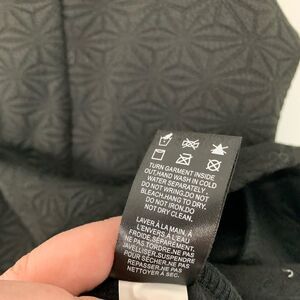 TURN GARMENT INSIDE
OUT.HAND WASH IN COLD
WATER SEPARATELY.
DO NOT WRING.DO NOT
BLEACH,HANG TO DRY.
DO NOT IRON.DO
NOT DRY CLEAN.
LAVER À LA MAIN, À
L'ENVERS À L'EAU
FROIDE.SÉPAREMENT.
NE PAS TORDRE.NE PAS
JAVELLISER.SUSPENDRE
POUR SÉCHER.NE PAS
REPASSER.NE PAS
NETTOYER À SEC.